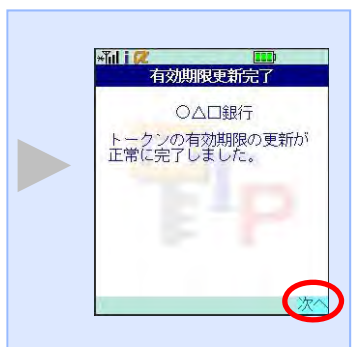 有効期限更新完了
○△□銀行
トークンの有効期限の更新が
正常に完了しました。
次へ